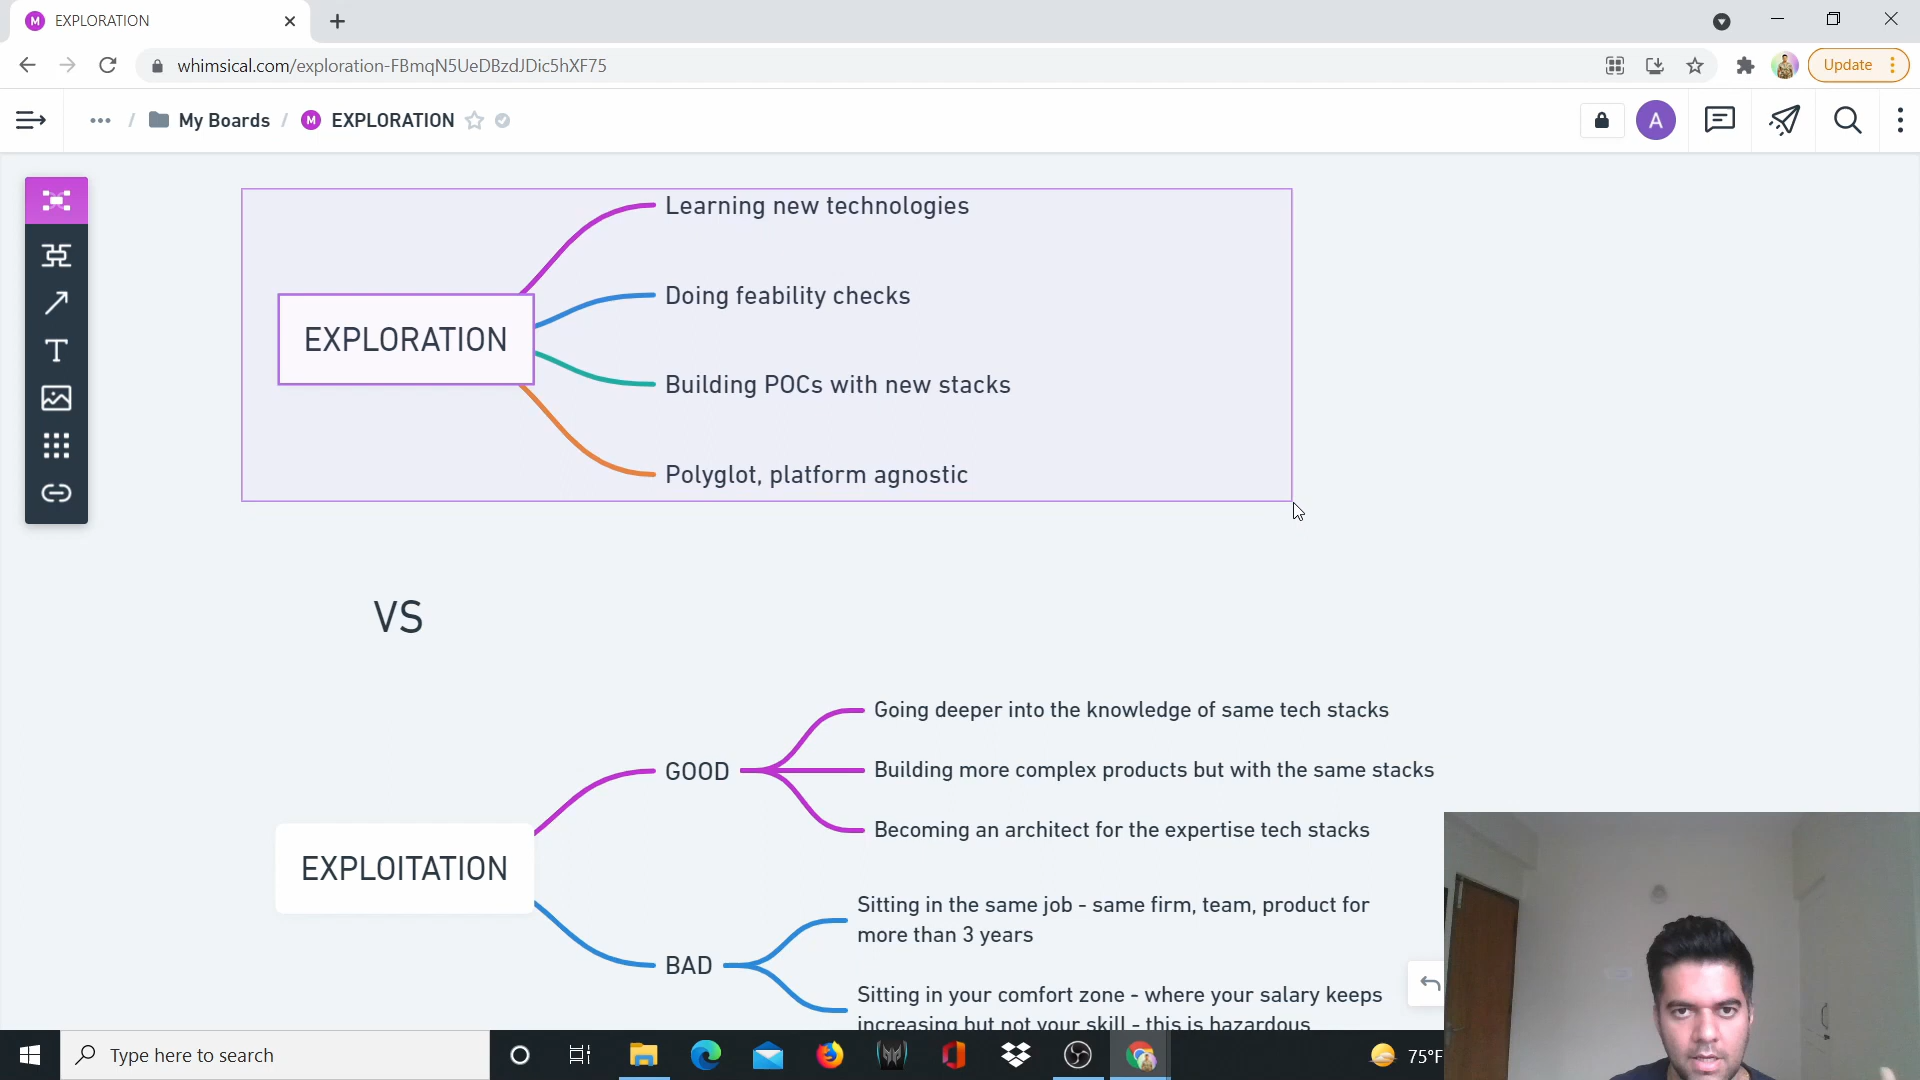 M EXPLORATION
whimsical.com/exploration-FBmqN5UeDBzdJDic5hXF75
Update
... / My Boards / M EXPLORATION
A
Learning new technologies
Doing feability checks
EXPLORATION
Building POCs with new stacks
Polyglot, platform agnostic
T
VS
Going deeper into the knowledge of same tech stacks
GOOD
Building more complex products but with the same stacks
Becoming an architect for the expertise tech stacks
EXPLOITATION
Sitting in the same job - same firm, team, product for
more than 3 years
BAD
Sitting in your comfort zone - where your salary keeps
increasing but not your skill - this is hazardous
Type here to search
75°F